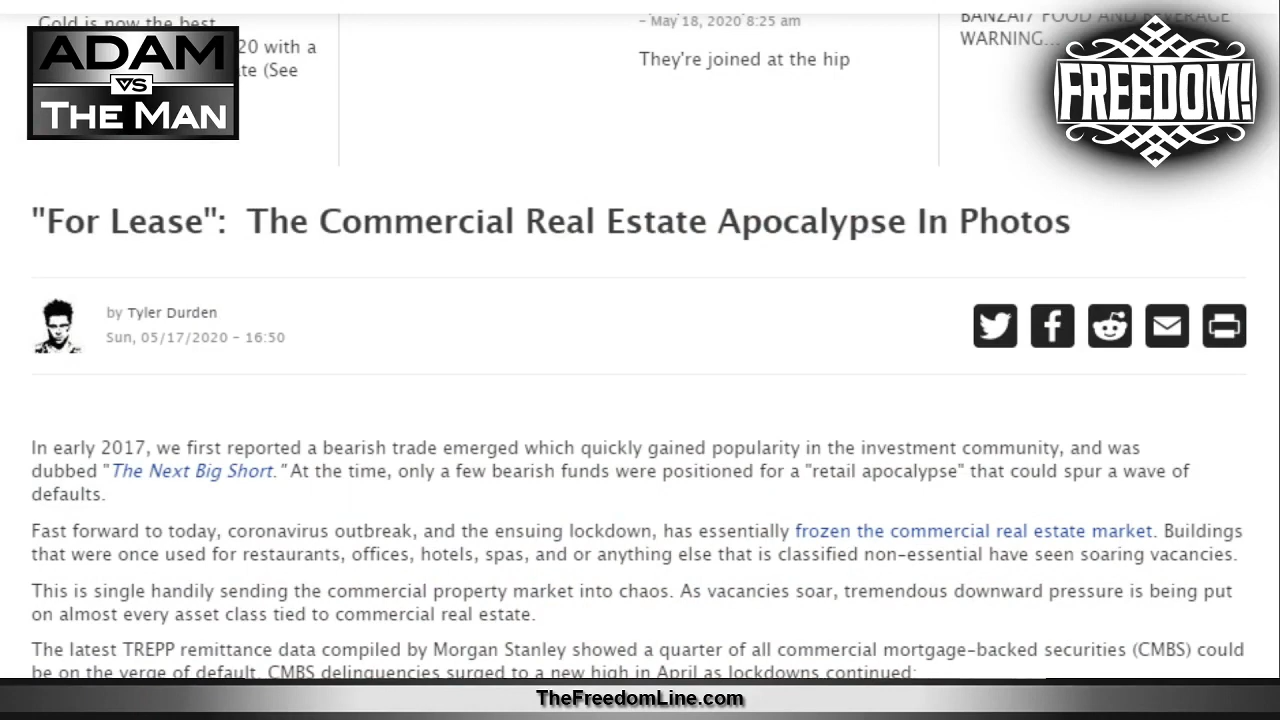 Gold is now the best
20 with a
te (See
– May 18, 2020 8:25 am
They're joined at the hip
BANZAI7 FOOD AND BEVERAGE
WARNING...
ADAM
VS
THE MAN
FREEDOM!
"For Lease": The Commercial Real Estate Apocalypse In Photos
by Tyler Durden
Sun, 05/17/2020 – 16:50
In early 2017, we first reported a bearish trade emerged which quickly gained popularity in the investment community, and was
dubbed "The Next Big Short." At the time, only a few bearish funds were positioned for a "retail apocalypse" that could spur a wave of
defaults.
Fast forward to today, coronavirus outbreak, and the ensuing lockdown, has essentially frozen the commercial real estate market. Buildings
that were once used for restaurants, offices, hotels, spas, and or anything else that is classified non-essential have seen soaring vacancies.
This is single handily sending the commercial property market into chaos. As vacancies soar, tremendous downward pressure is being put
on almost every asset class tied to commercial real estate.
The latest TREPP remittance data compiled by Morgan Stanley showed a quarter of all commercial mortgage-backed securities (CMBS) could
be on the verge of default. CMBS delinquencies surged to a new high in April as lockdowns continued:
TheFreedomLine.com